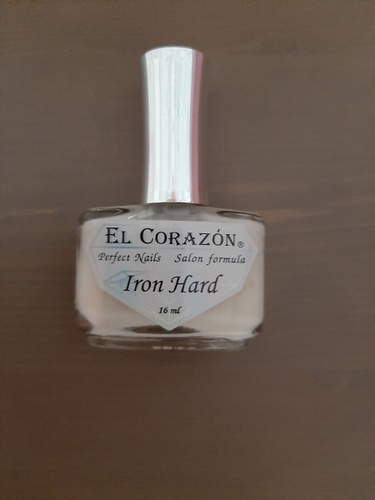 EL CORAZÓN®
Perfect Nails Salon formula
Iron Hard
16 ml